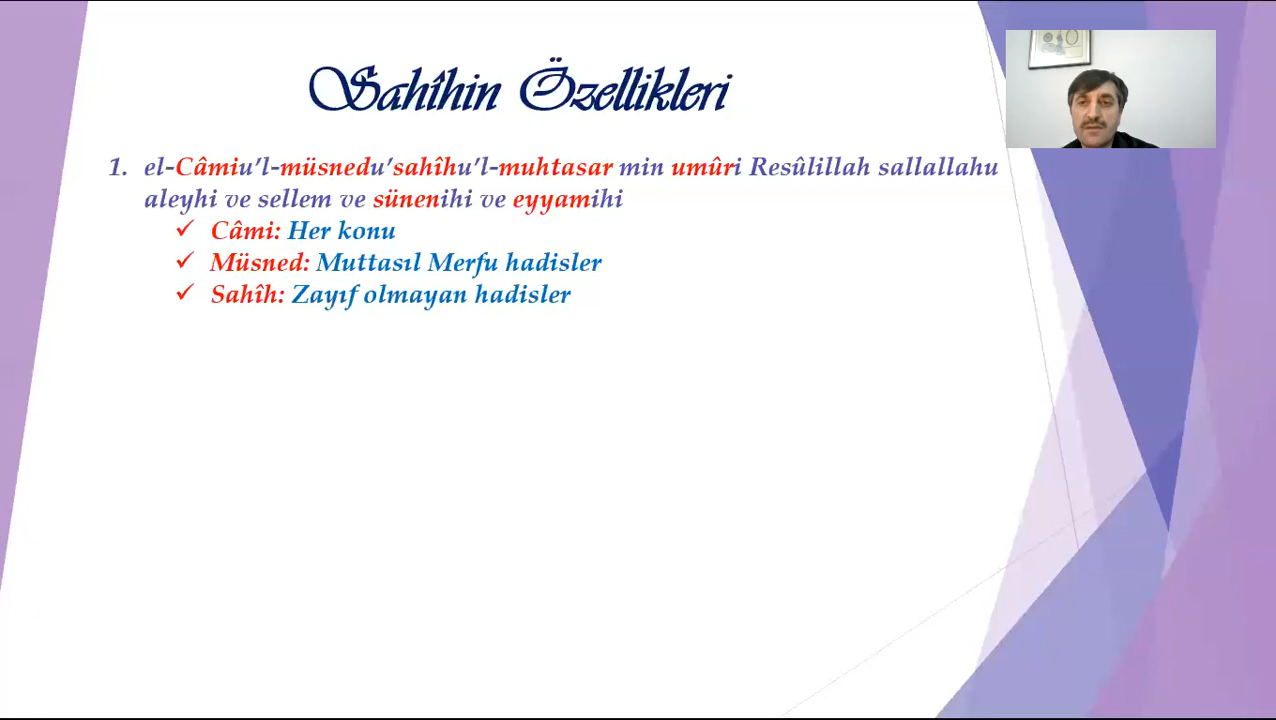 Sahîhin Özellikleri
1. el-Câmiu’l-müsnedu’sahîhu’l-muhtasar min umûri Resûlillah sallallahu
aleyhi ve sellem ve sünenihi ve eyyamihi
✓ Câmi: Her konu
✓ Müsned: Muttasıl Merfu hadisler
✓ Sahîh: Zayıf olmayan hadisler